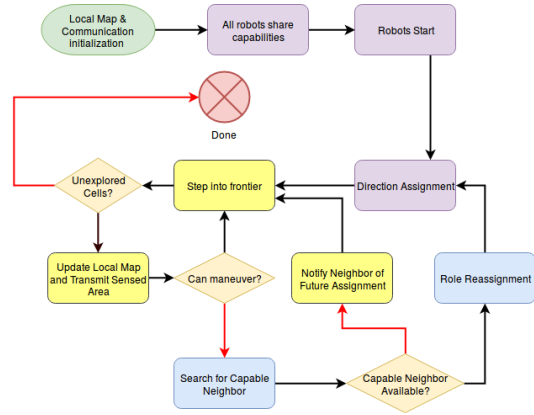 Local Map &
Communication
initialization
All robots share
capabilities
Robots Start
Done
Unexplored
Cells?
Step into frontier
Direction Assignment
Update Local Map
and Transmit Sensed
Area
Can maneuver?
Notify Neighbor of
Future Assignment
Role Reassignment
Search for Capable
Neighbor
Capable Neighbor
Available?